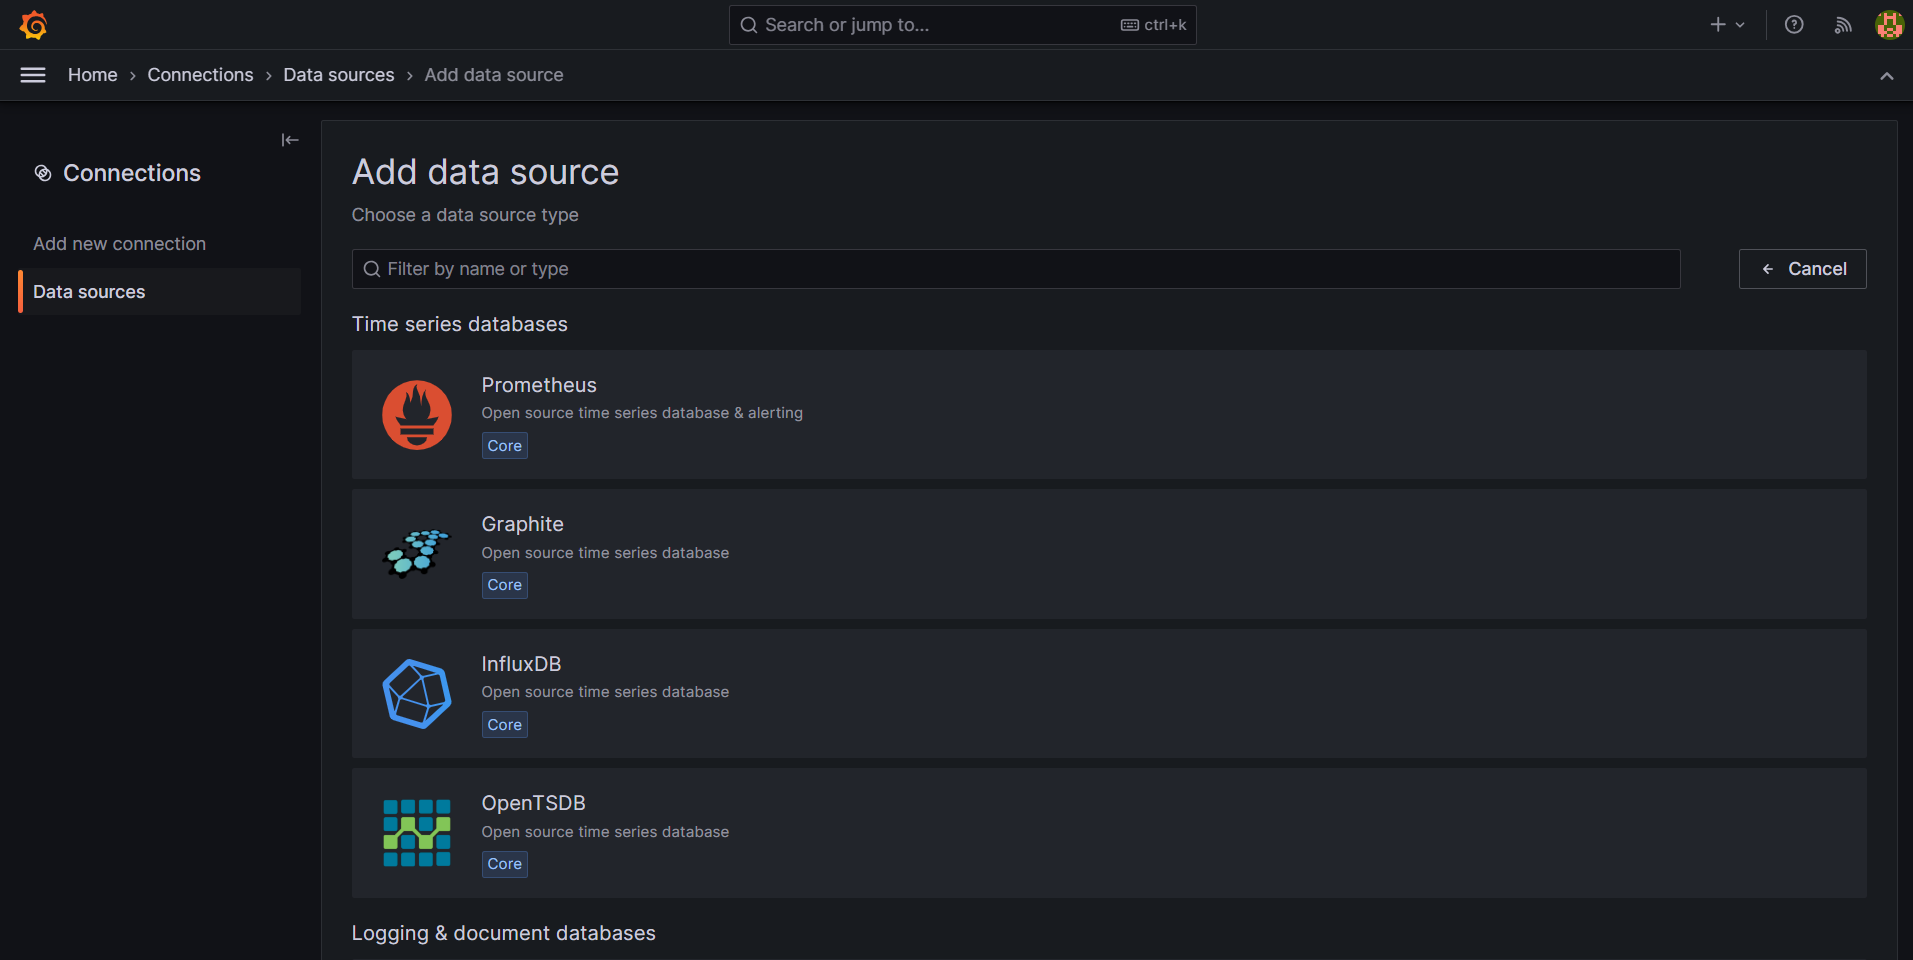 Search or jump to...
ctrl+k
Home › Connections › Data sources › Add data source
Connections
Add new connection
Data sources
Add data source
Choose a data source type
Filter by name or type
Cancel
Time series databases
Prometheus
Open source time series database & alerting
Core
Graphite
Open source time series database
Core
InfluxDB
Open source time series database
Core
OpenTSDB
Open source time series database
Core
Logging & document databases